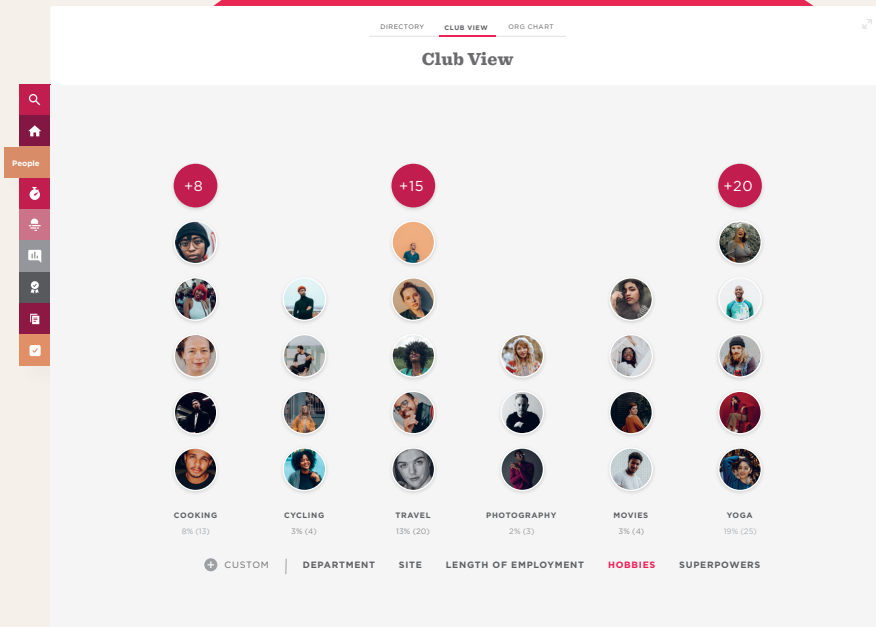 DIRECTORY CLUB VIEW ORG CHART
Club View
People
+8 +15 +20
COOKING CYCLING TRAVEL PHOTOGRAPHY MOVIES YOGA
8% (13) 3% (4) 13% (20) 2% (3) 3% (4) 19% (25)
CUSTOM DEPARTMENT SITE LENGTH OF EMPLOYMENT HOBBIES SUPERPOWERS